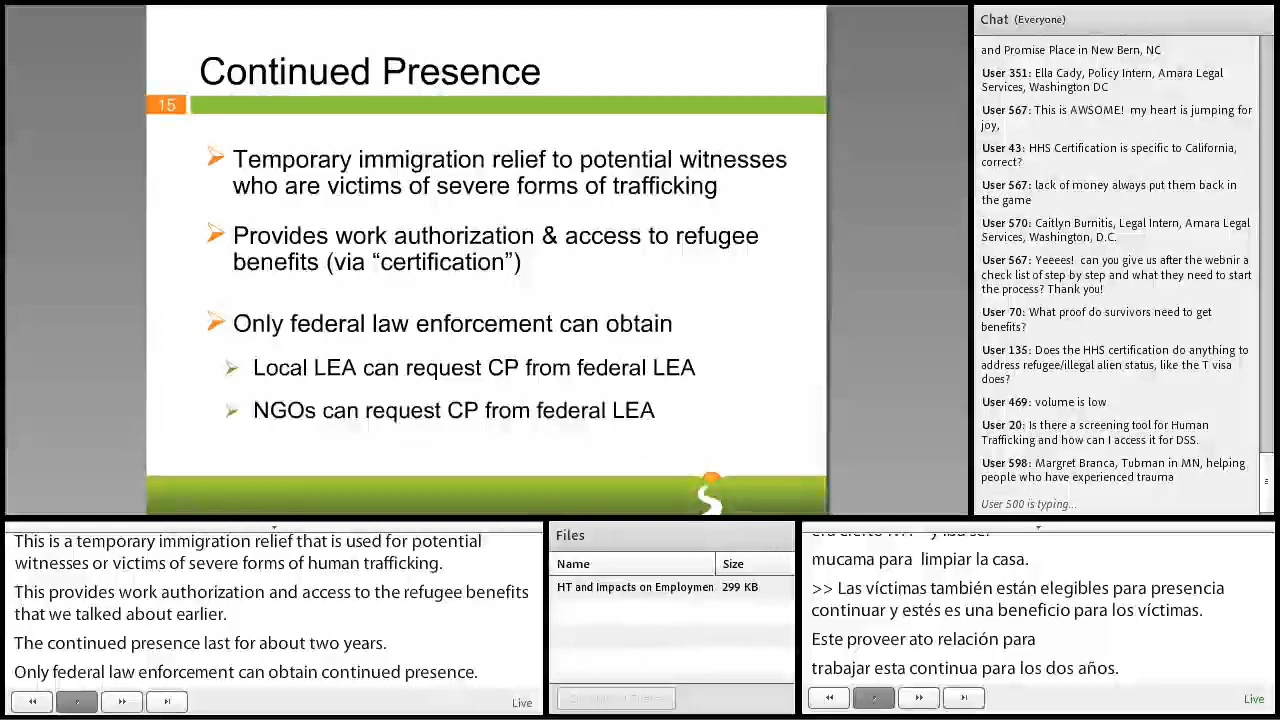 Continued Presence
15
Temporary immigration relief to potential witnesses
who are victims of severe forms of trafficking
Provides work authorization & access to refugee
benefits (via “certification”)
Only federal law enforcement can obtain
Local LEA can request CP from federal LEA
NGOs can request CP from federal LEA
Chat (Everyone)
and Promise Place in New Bern, NC
User 351: Ella Cady, Policy Intern, Amara Legal
Services, Washington DC
User 567: This is AWSOME! my heart is jumping for
joy,
User 43: HHS Certification is specific to California,
correct?
User 567: lack of money always put them back in
the game
User 570: Caitlyn Burnitis, Legal Intern, Amara Legal
Services, Washington, D.C.
User 567: Yeeees! can you give us after the webnir a
check list of step by step and what they need to start
the process? Thank you!
User 70: What proof do survivors need to get
benefits?
User 135: Does the HHS certification do anything to
address refugee/illegal alien status, like the T visa
does?
User 469: volume is low
User 20: Is there a screening tool for Human
Trafficking and how can I access it for DSS.
User 598: Margret Branca, Tubman in MN, helping
people who have experienced trauma
User 500 is typing...
This is a temporary immigration relief that is used for potential
witnesses or victims of severe forms of human trafficking.
This provides work authorization and access to the refugee benefits
that we talked about earlier.
The continued presence last for about two years.
Only federal law enforcement can obtain continued presence.
Live
Files
Name Size
HT and Impacts on Employmen 299 KB
mucama para limpiar la casa.
>> Las víctimas también están elegibles para presencia
continuar y estés es una beneficio para los víctimas.
Este proveer ato relación para
trabajar esta continua para los dos años.
Live